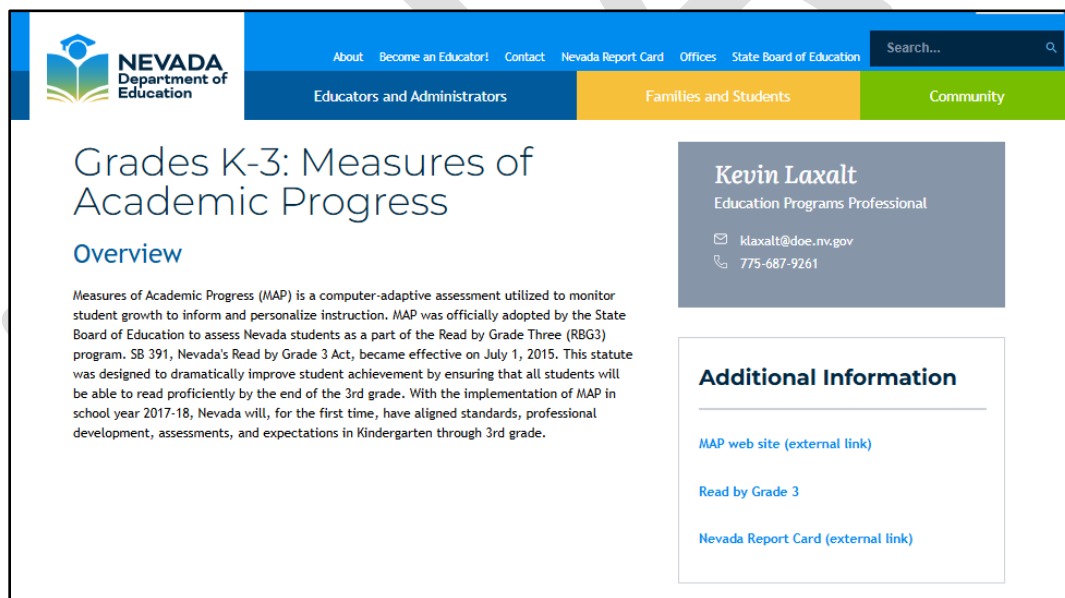 NEVADA
Department of
Education
About Become an Educator! Contact Nevada Report Card Offices State Board of Education
Search...
Educators and Administrators
Families and Students
Community
Grades K-3: Measures of
Academic Progress
Overview
Measures of Academic Progress (MAP) is a computer-adaptive assessment utilized to monitor
student growth to inform and personalize instruction. MAP was officially adopted by the State
Board of Education to assess Nevada students as a part of the Read by Grade Three (RBG3)
program. SB 391, Nevada's Read by Grade 3 Act, became effective on July 1, 2015. This statute
was designed to dramatically improve student achievement by ensuring that all students will
be able to read proficiently by the end of the 3rd grade. With the implementation of MAP in
school year 2017-18, Nevada will, for the first time, have aligned standards, professional
development, assessments, and expectations in Kindergarten through 3rd grade.
Kevin Laxalt
Education Programs Professional
klaxalt@doe.nv.gov
775-687-9261
Additional Information
MAP web site (external link)
Read by Grade 3
Nevada Report Card (external link)